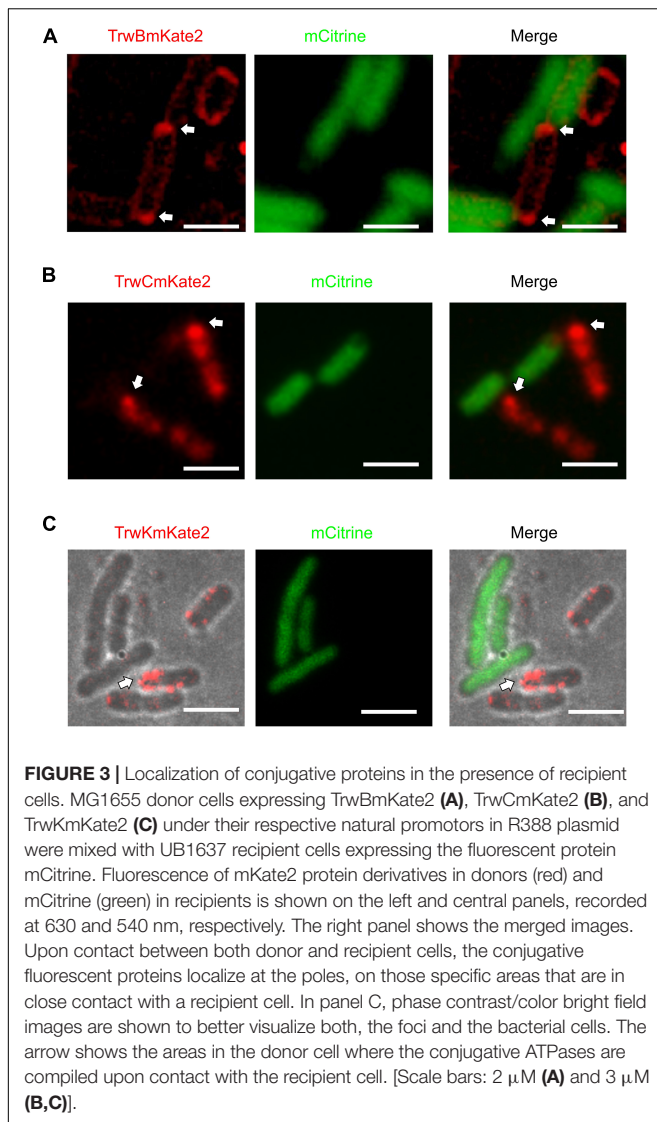 A
TrwBmKate2 mCitrine Merge
B
TrwCmKate2 mCitrine Merge
C
TrwKmKate2 mCitrine Merge
FIGURE 3 | Localization of conjugative proteins in the presence of recipient
cells. MG1655 donor cells expressing TrwBmKate2 (A), TrwCmKate2 (B), and
TrwKmKate2 (C) under their respective natural promotors in R388 plasmid
were mixed with UB1637 recipient cells expressing the fluorescent protein
mCitrine. Fluorescence of mKate2 protein derivatives in donors (red) and
mCitrine (green) in recipients is shown on the left and central panels, recorded
at 630 and 540 nm, respectively. The right panel shows the merged images.
Upon contact between both donor and recipient cells, the conjugative
fluorescent proteins localize at the poles, on those specific areas that are in
close contact with a recipient cell. In panel C, phase contrast/color bright field
images are shown to better visualize both, the foci and the bacterial cells. The
arrow shows the areas in the donor cell where the conjugative ATPases are
compiled upon contact with the recipient cell. [Scale bars: 2 μM (A) and 3 μM
(B,C)].